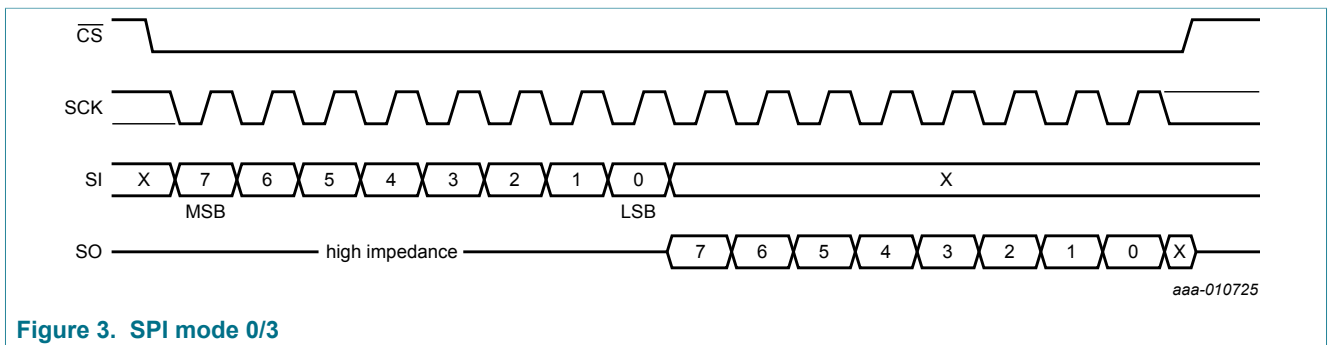 CS
SCK
SI X 7 6 5 4 3 2 1 0 X
MSB LSB
SO high impedance 7 6 5 4 3 2 1 0 X
aaa-010725
Figure 3. SPI mode 0/3